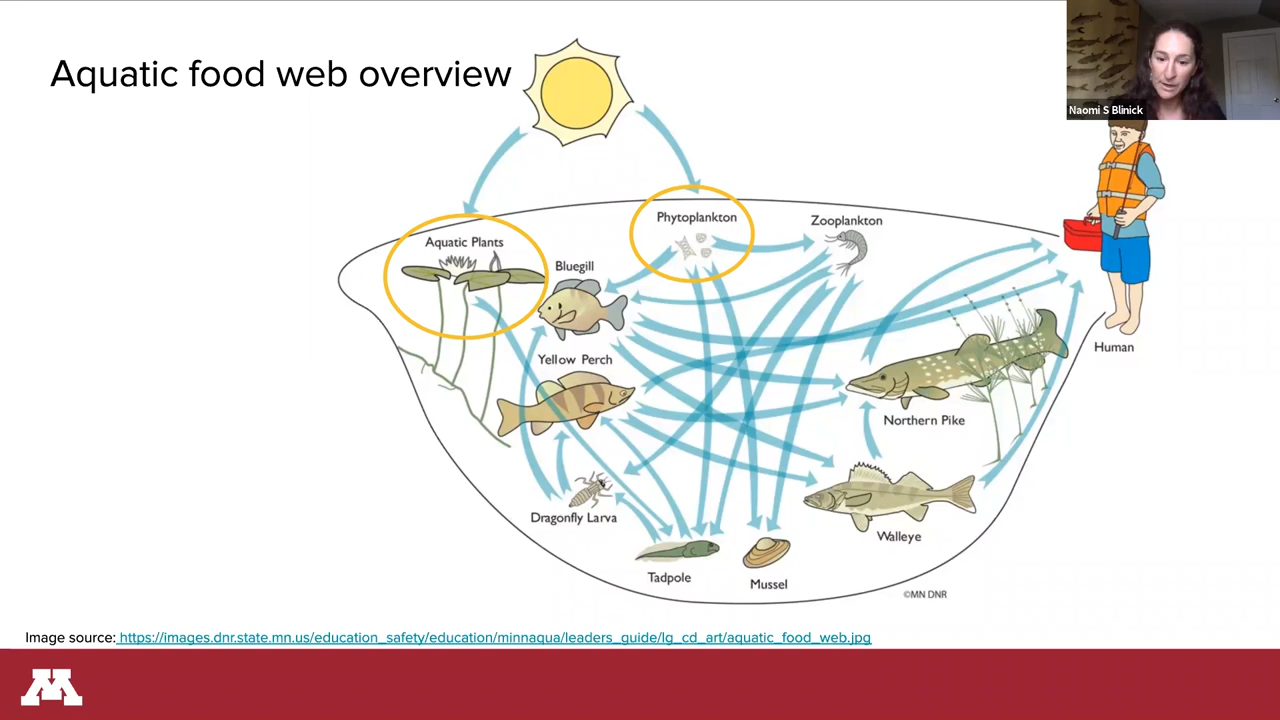 Aquatic food web overview
Naomi S Blinick
Phytoplankton
Zooplankton
Aquatic Plants
Bluegill
Yellow Perch
Human
Northern Pike
Dragonfly Larva
Walleye
Tadpole
Mussel
©MN DNR
Image source: https://images.dnr.state.mn.us/education_safety/education/minnaqua/leaders_guide/lg_cd_art/aquatic_food_web.jpg
M